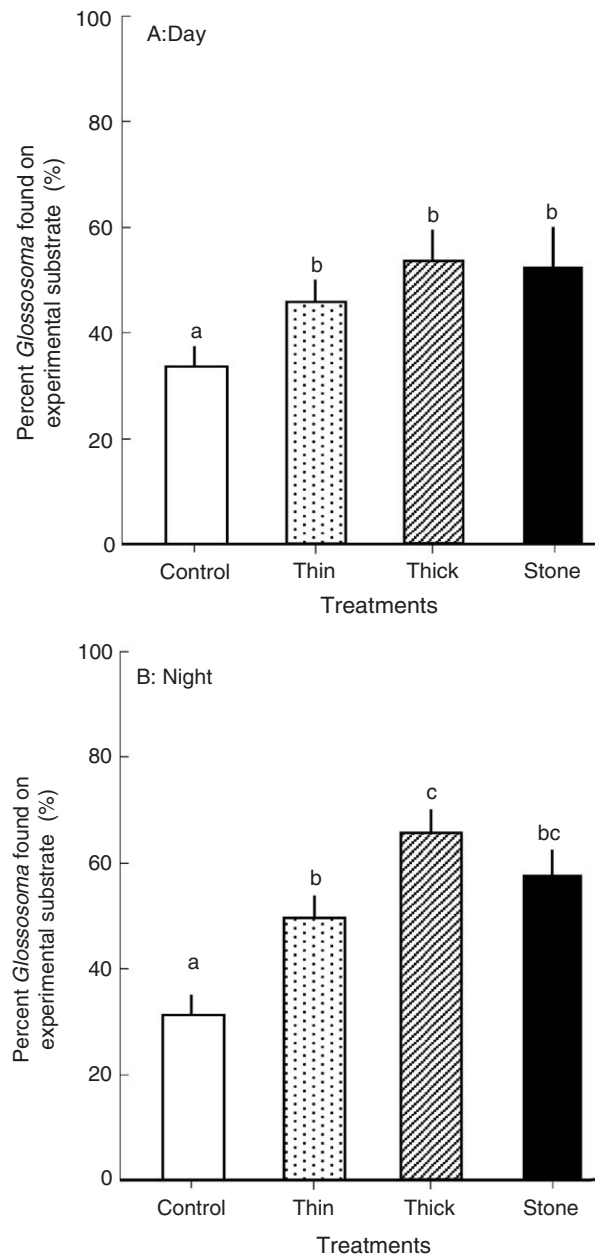 A:Day
100
80
60
40
20
0
Percent Glossosoma found on
experimental substrate (%)
a
b
b
b
Control Thin Thick Stone
Treatments
B: Night
100
80
60
40
20
0
Percent Glossosoma found on
experimental substrate (%)
a
b
c
bc
Control Thin Thick Stone
Treatments